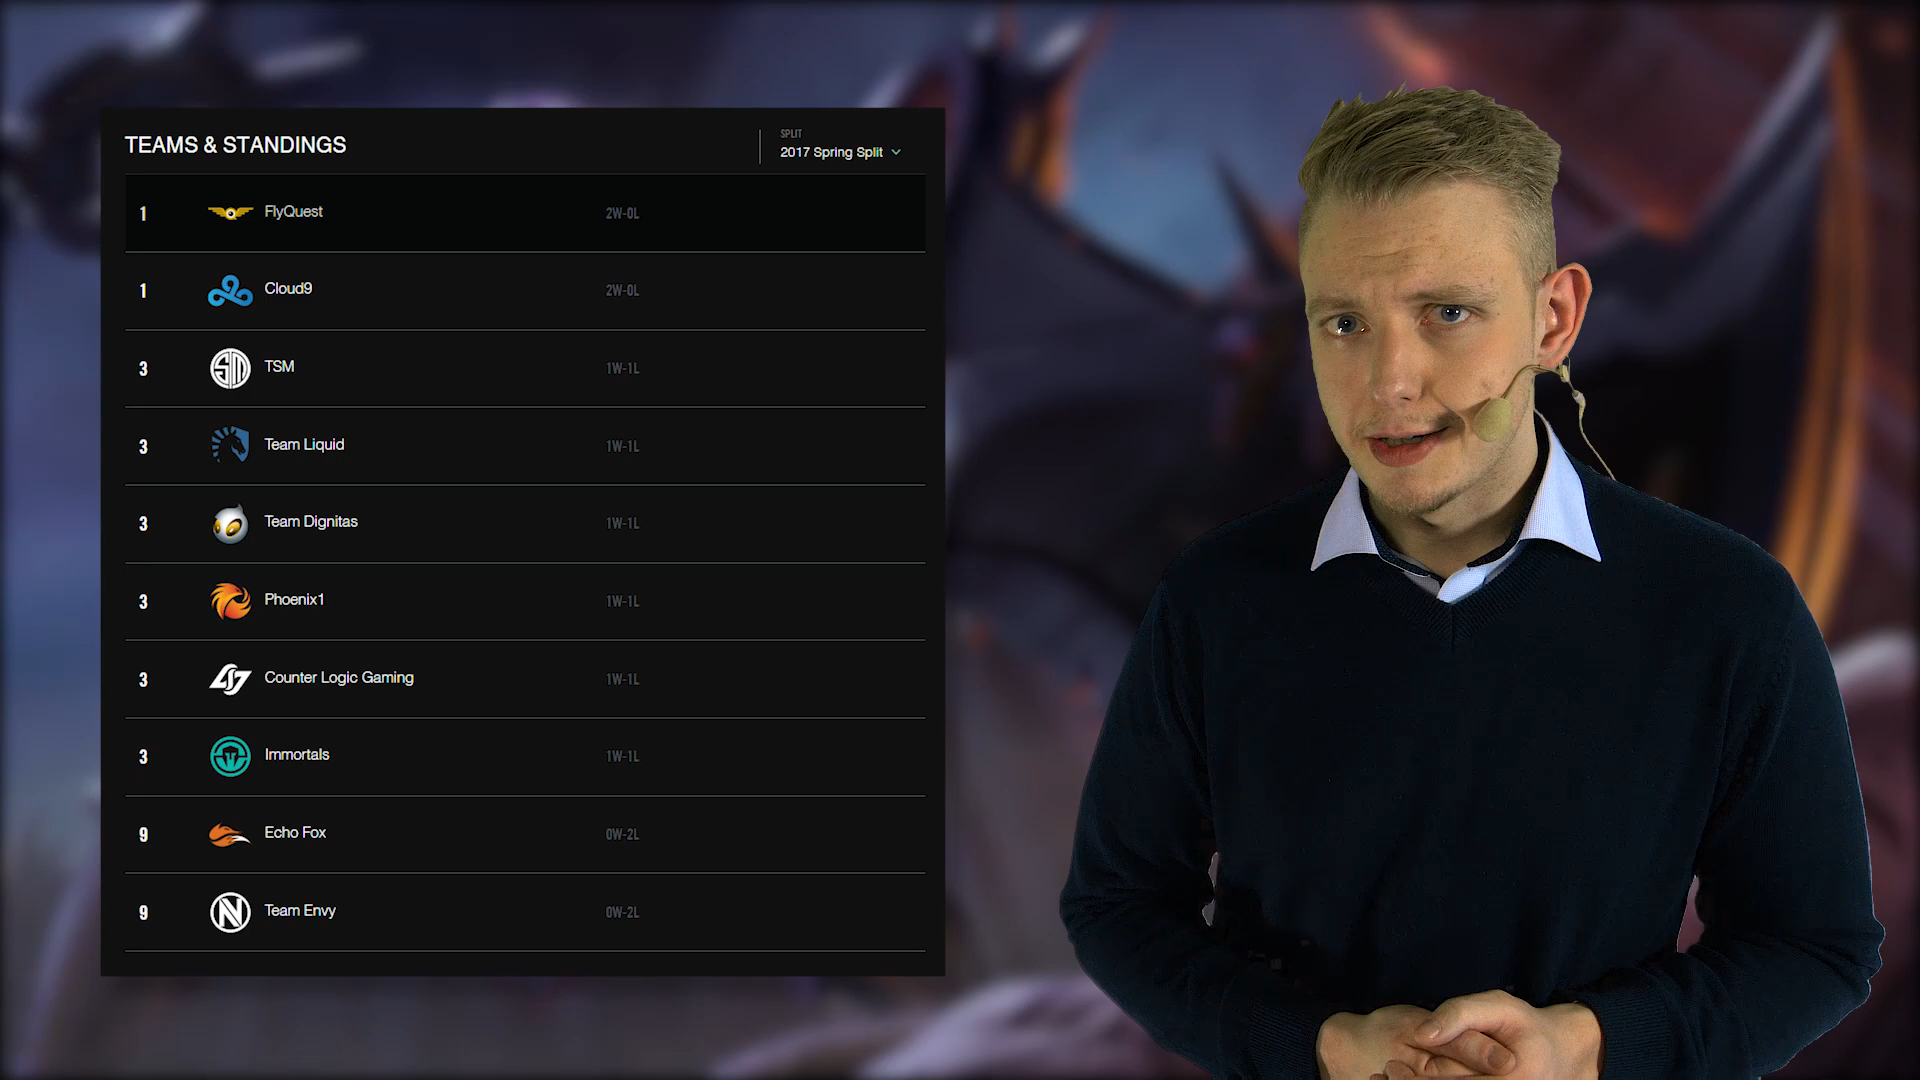 TEAMS & STANDINGS
SPLIT
2017 Spring Split
1 FlyQuest 2W-0L
1 Cloud9 2W-0L
3 TSM 1W-1L
3 Team Liquid 1W-1L
3 Team Dignitas 1W-1L
3 Phoenix1 1W-1L
3 Counter Logic Gaming 1W-1L
3 Immortals 1W-1L
9 Echo Fox 0W-2L
9 Team Envy 0W-2L